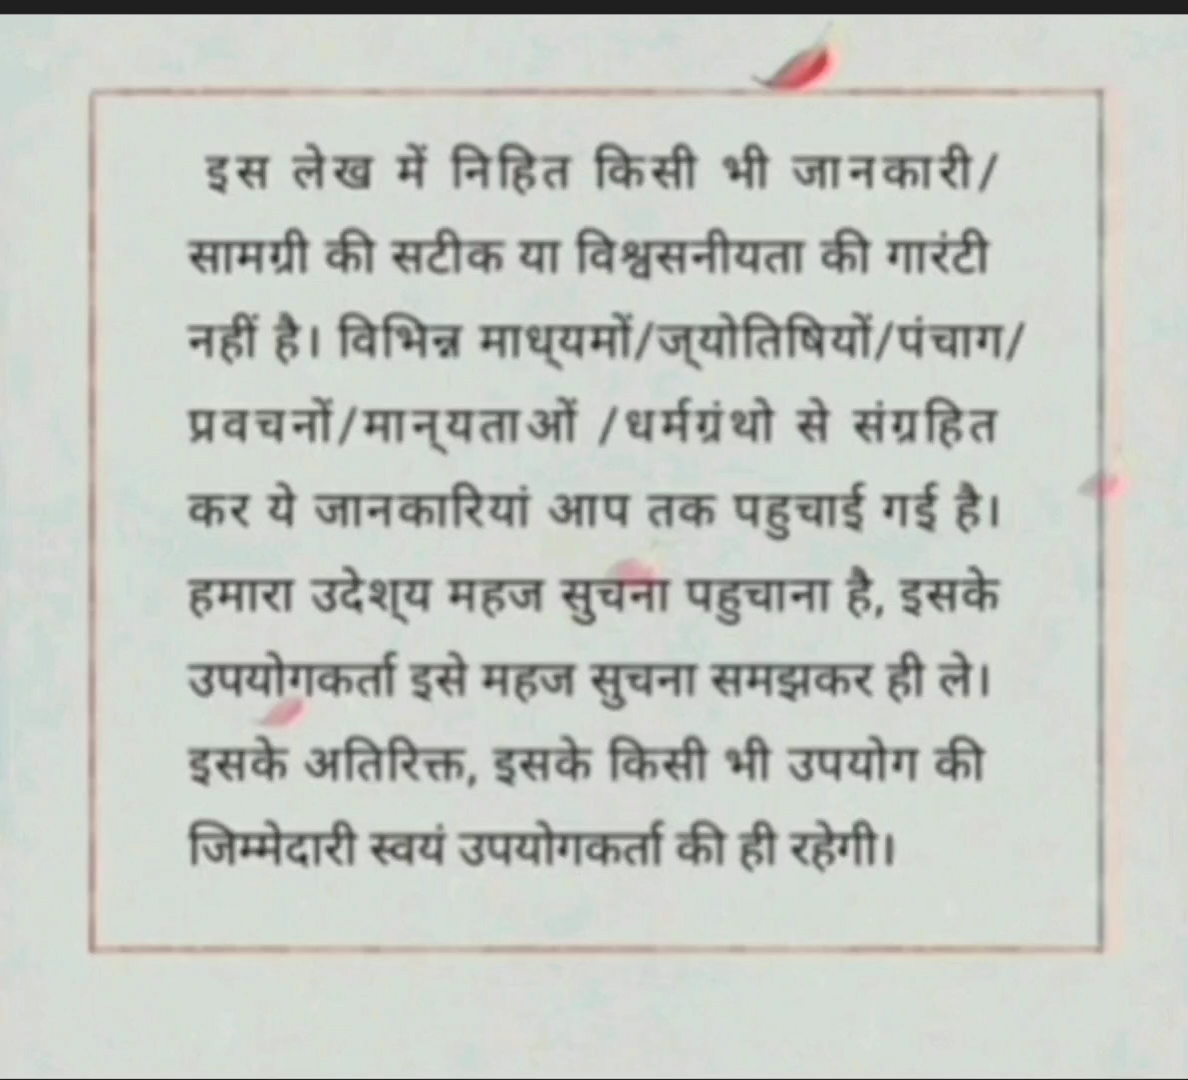 इस लेख में निहित किसी भी जानकारी/
सामग्री की सटीक या विश्वसनीयता की गारंटी
नहीं है। विभिन्न माध्‌यमों/ज्‌योतिषियों/पंचाग/
प्रवचनों/मान्‌यताओं /धर्मग्रंथो से संग्रहित
कर ये जानकारियां आप तक पहुचाई गई है।
हमारा उदेश्‌य महज सुचना पहुचाना है, इसके
उपयोगकर्ता इसे महज सुचना समझकर ही ले।
इसके अतिरिक्त, इसके किसी भी उपयोग की
जिम्मेदारी स्वयं उपयोगकर्ता की ही रहेगी।